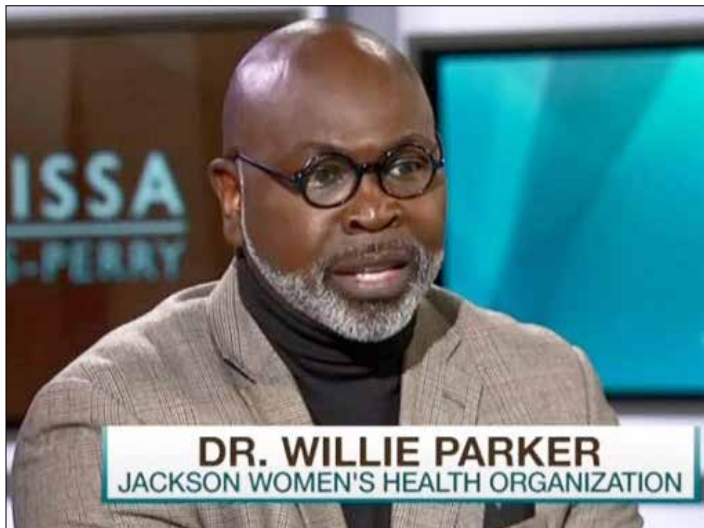 ISSA
S-PERRY
DR. WILLIE PARKER
JACKSON WOMEN'S HEALTH ORGANIZATION